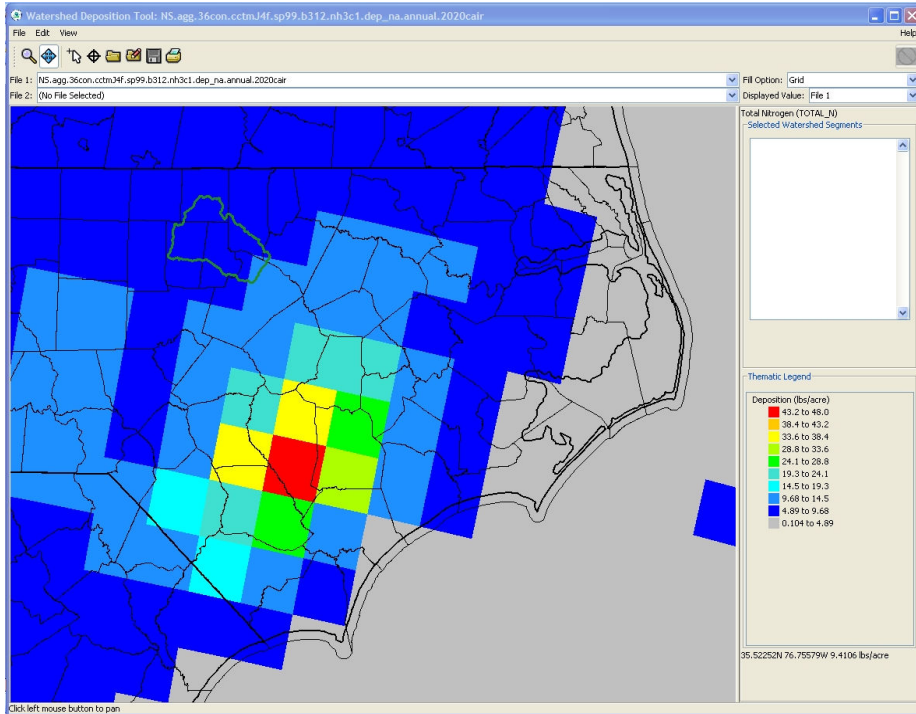 Watershed Deposition Tool: N5.agg.36con.cctmJ4f.sp99.b312.nh3c1.dep_na.annual.2020cair
File Edit View Help
File 1: N5.agg.36con.cctmJ4f.sp99.b312.nh3c1.dep_na.annual.2020cair
Fill Option: Grid
File 2: (No File Selected)
Displayed Value: File 1
Total Nitrogen (TOTAL_N)
Selected Watershed Segments
Thematic Legend
Deposition (lbs/acre)
43.2 to 48.0
38.4 to 43.2
33.6 to 38.4
28.8 to 33.6
24.1 to 28.8
19.3 to 24.1
14.5 to 19.3
9.68 to 14.5
4.89 to 9.68
0.104 to 4.89
35.52252N 76.75579W 9.4106 lbs/acre
Click left mouse button to pan